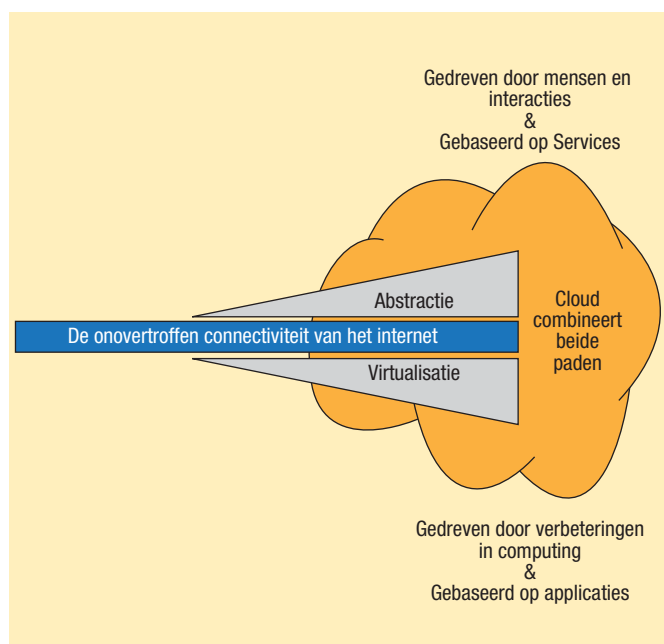 Gedreven door mensen en
interacties
&
Gebaseerd op Services
Abstractie
De onovertroffen connectiviteit van het internet
Virtualisatie
Cloud
combineert
beide
paden
Gedreven door verbeteringen
in computing
&
Gebaseerd op applicaties